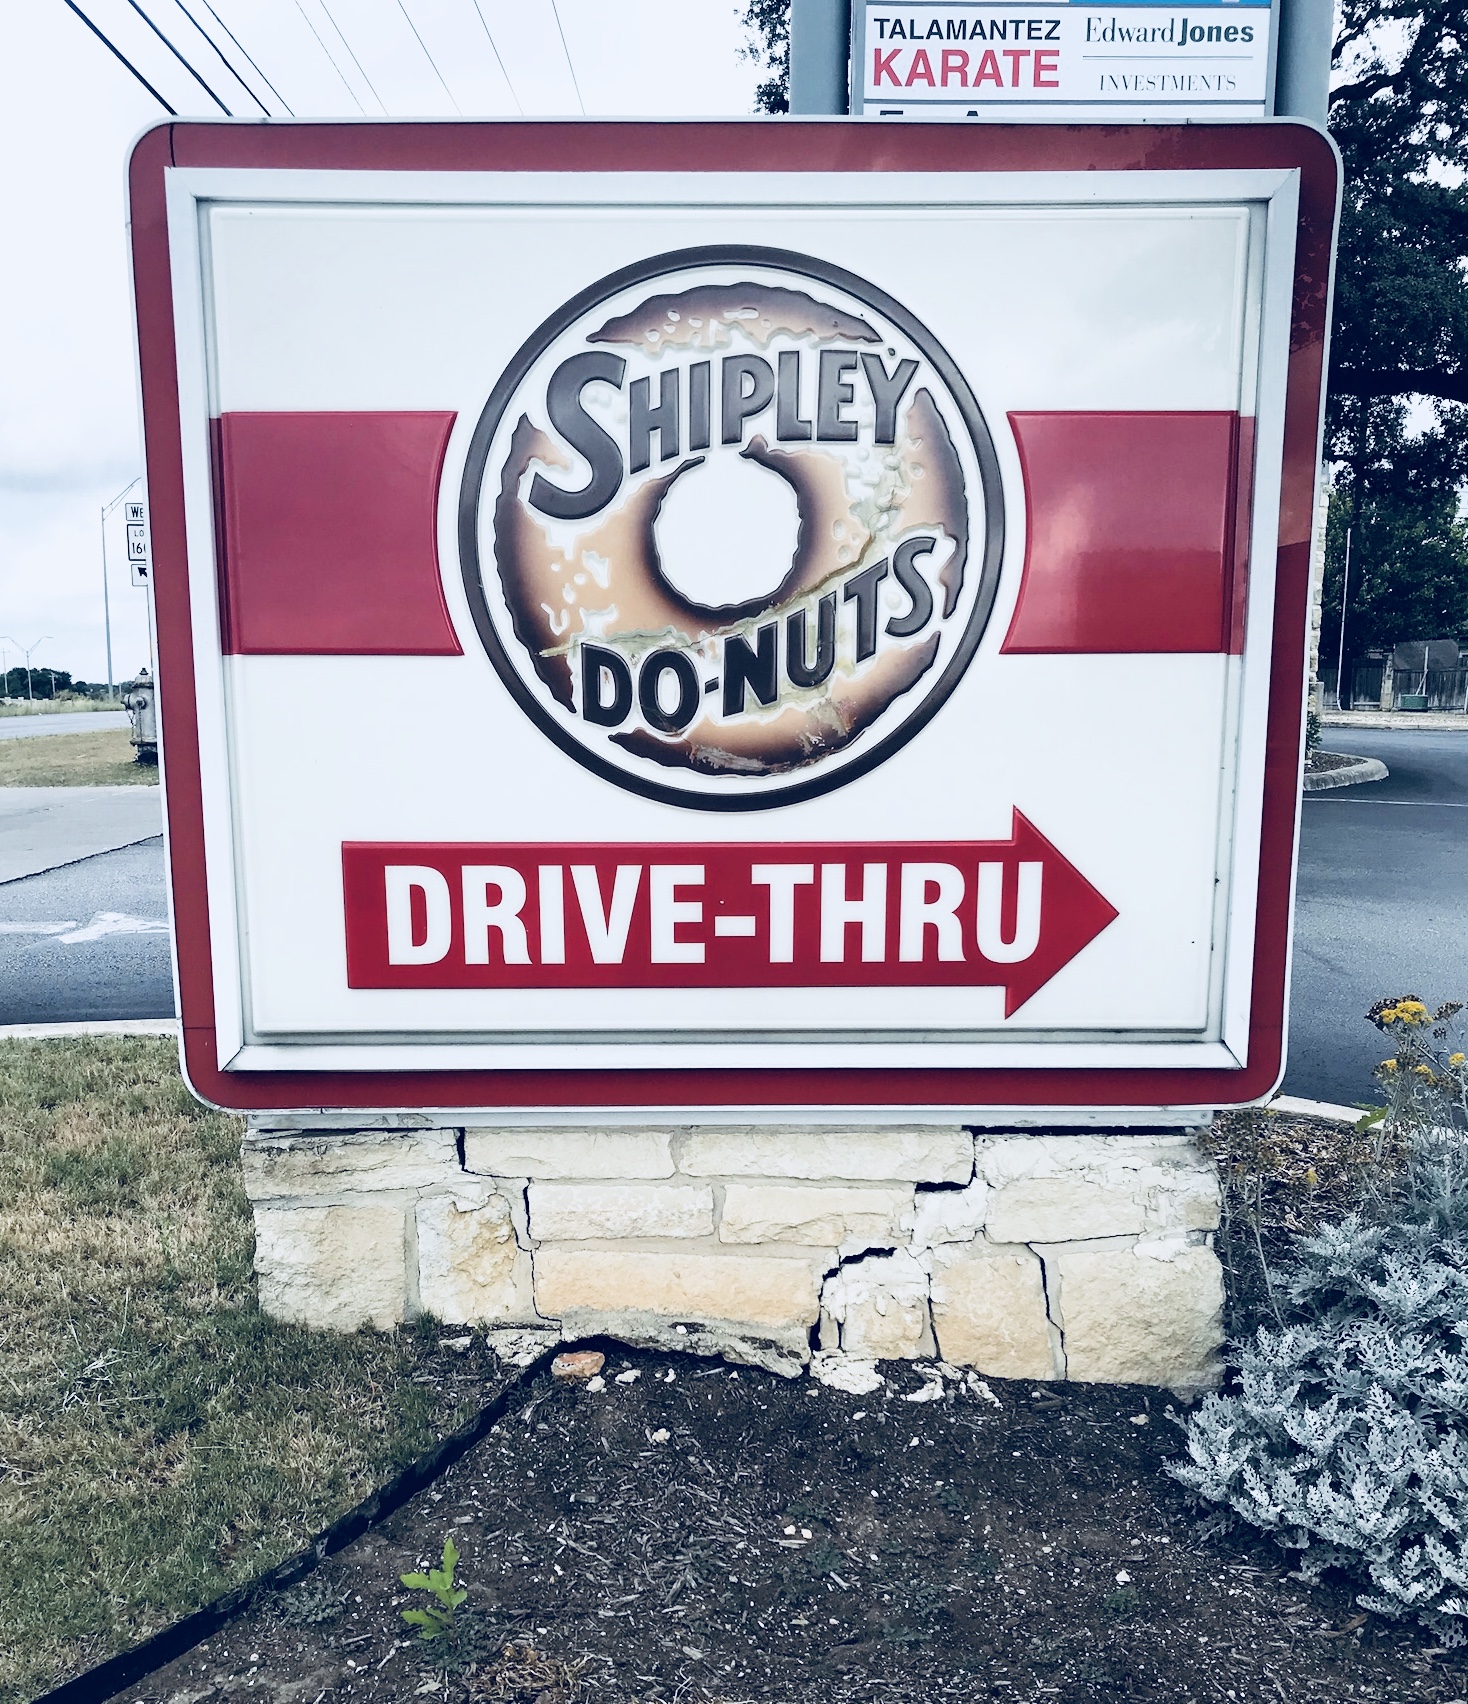 TALAMANTEZ
KARATE
Edward Jones
INVESTMENTS
SHIPLEY
DO-NUTS
DRIVE-THRU